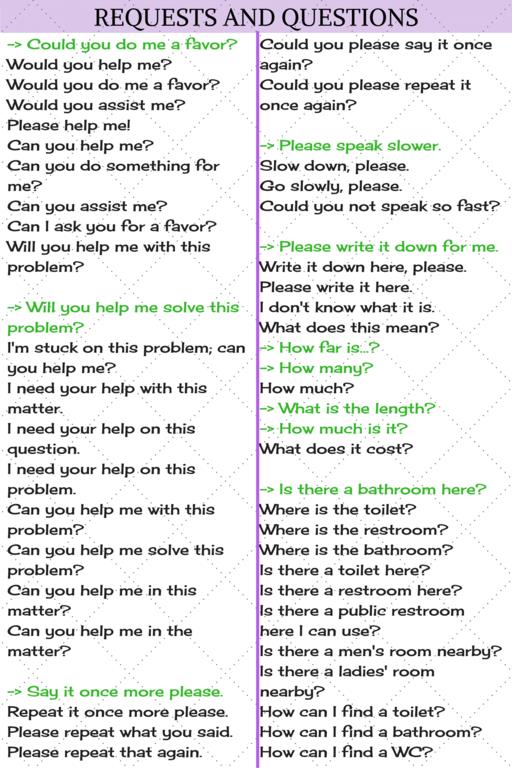 REQUESTS AND QUESTIONS
-> Could you do me a favor?
Would you help me?
Would you do me a favor?
Would you assist me?
Please help me!
Can you help me?
Can you do something for
me?
Can you assist me?
Can I ask you for a favor?
Will you help me with this
problem?
-> Will you help me solve this
problem?
I'm stuck on this problem; can
you help me?
I need your help with this
matter.
I need your help on this
question.
I need your help on this
problem.
Can you help me with this
problem?
Can you help me solve this
problem?
Can you help me in this
matter?
Can you help me in the
matter?
-> Say it once more please.
Repeat it once more please.
Please repeat what you said.
Please repeat that again.
Could you please say it once
again?
Could you please repeat it
once again?
-> Please speak slower.
Slow down, please.
Go slowly, please.
Could you not speak so fast?
-> Please write it down for me.
Write it down here, please.
Please write it here.
I don't know what it is.
What does this mean?
-> How far is...?
-> How many?
How much?
-> What is the length?
-> How much is it?
What does it cost?
-> Is there a bathroom here?
Where is the toilet?
Where is the restroom?
Where is the bathroom?
Is there a toilet here?
Is there a restroom here?
Is there a public restroom
here I can use?
Is there a men's room nearby?
Is there a ladies' room
nearby?
How can I find a toilet?
How can I find a bathroom?
How can I find a WC?